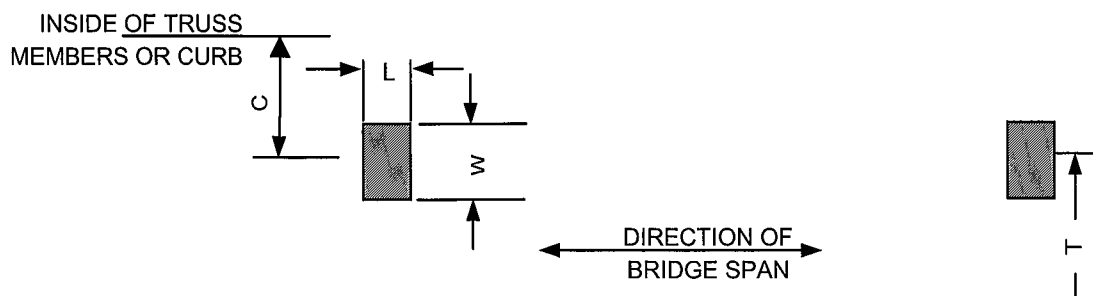 INSIDE OF TRUSS
MEMBERS OR CURB
C
L
W
DIRECTION OF
BRIDGE SPAN
T